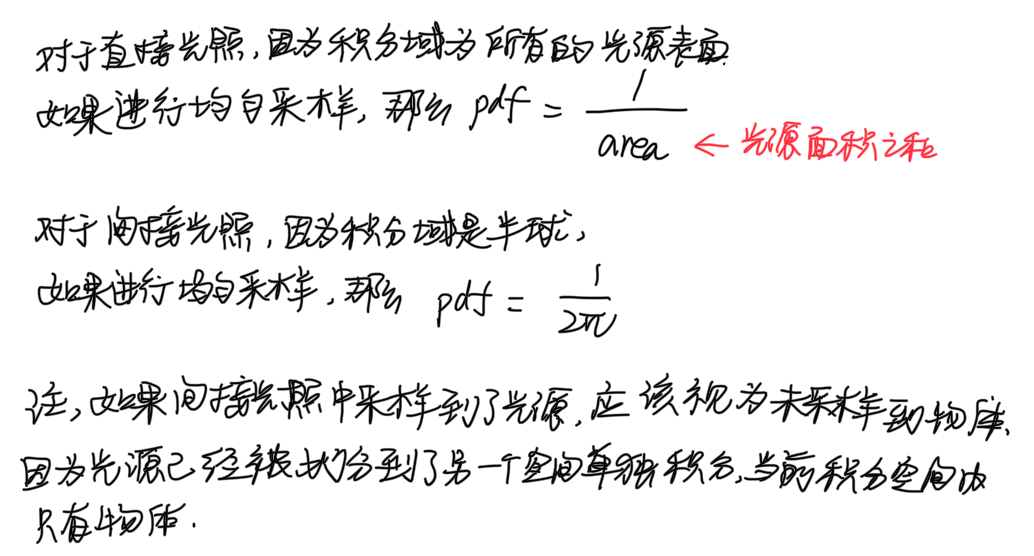 对于直接光照,因为积分域为所有的光源表面.
如果进行均匀采样,那么 pdf = 1/area ← 光源面积之和
对于间接光照,因为积分域是半球,
如果进行均匀采样,那么 pdf = 1/2π
注,如果间接光照中采样到了光源,应该视为未采样到物体.
因为光源已经被拆分到了另一个空间单独积分,当前积分空间内
只有物体.